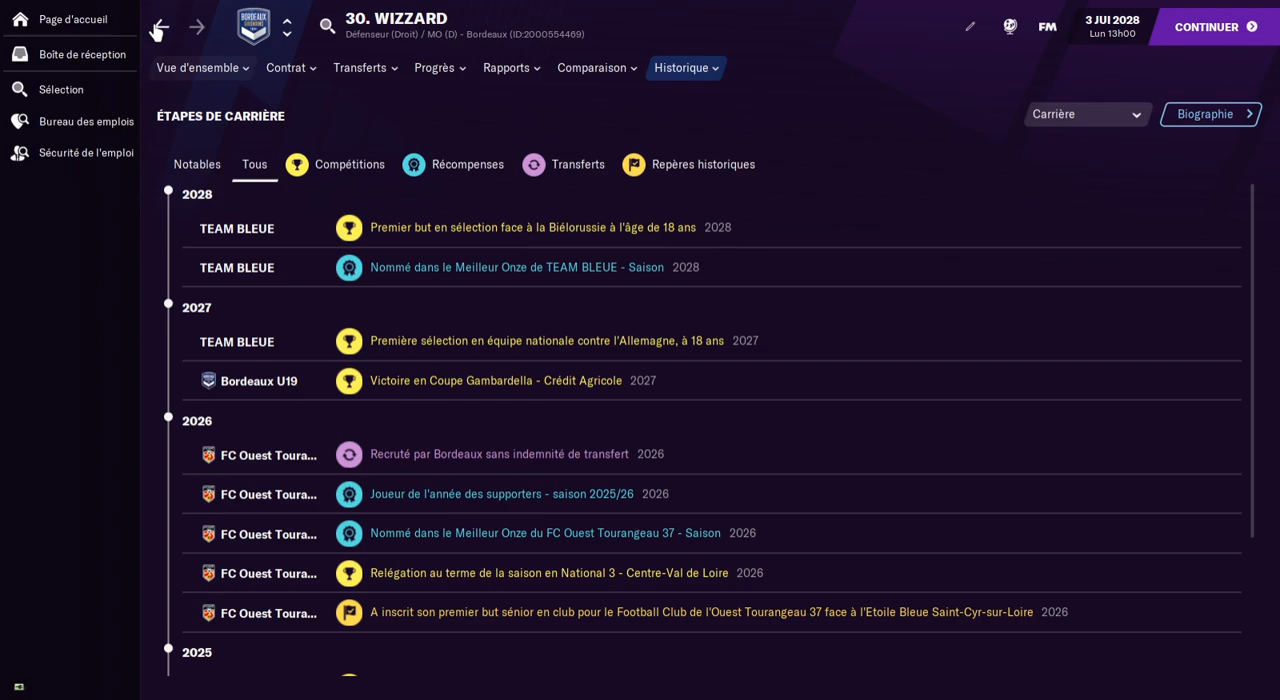 Page d'accueil
Boîte de réception
Sélection
Bureau des emplois
Sécurité de l'emploi
30. WIZZARD
Défenseur (Droit) / MO (D) - Bordeaux (ID:2000554469)
FM
3 JUI 2028
Lun 13h00
CONTINUER
Vue d'ensemble
Contrat
Transferts
Progrès
Rapports
Comparaison
Historique
ÉTAPES DE CARRIÈRE
Carrière
Biographie
Notables
Tous
Compétitions
Récompenses
Transferts
Repères historiques
2028
TEAM BLEUE Premier but en sélection face à la Biélorussie à l'âge de 18 ans 2028
TEAM BLEUE Nommé dans le Meilleur Onze de TEAM BLEUE - Saison 2028
2027
TEAM BLEUE Première sélection en équipe nationale contre l'Allemagne, à 18 ans 2027
Bordeaux U19 Victoire en Coupe Gambardella - Crédit Agricole 2027
2026
FC Ouest Toura... Recruté par Bordeaux sans indemnité de transfert 2026
FC Ouest Toura... Joueur de l'année des supporters - saison 2025/26 2026
FC Ouest Toura... Nommé dans le Meilleur Onze du FC Ouest Tourangeau 37 - Saison 2026
FC Ouest Toura... Relégation au terme de la saison en National 3 - Centre-Val de Loire 2026
FC Ouest Toura... A inscrit son premier but sénior en club pour le Football Club de l'Ouest Tourangeau 37 face à l'Etoile Bleue Saint-Cyr-sur-Loire 2026
2025